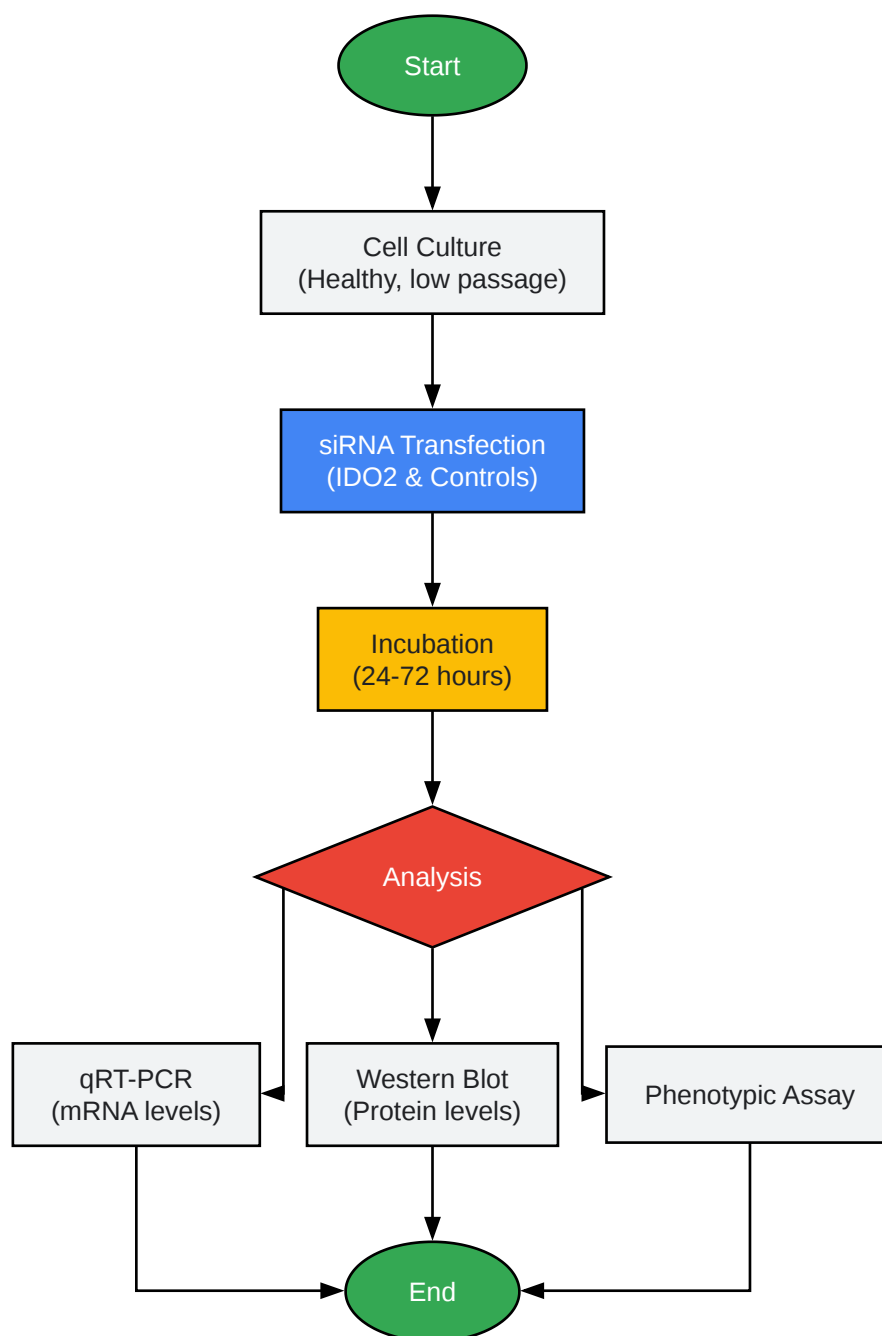 Start
Cell Culture
(Healthy, low passage)
siRNA Transfection
(IDO2 & Controls)
Incubation
(24-72 hours)
Analysis
qRT-PCR
(mRNA levels)
Western Blot
(Protein levels)
Phenotypic Assay
End